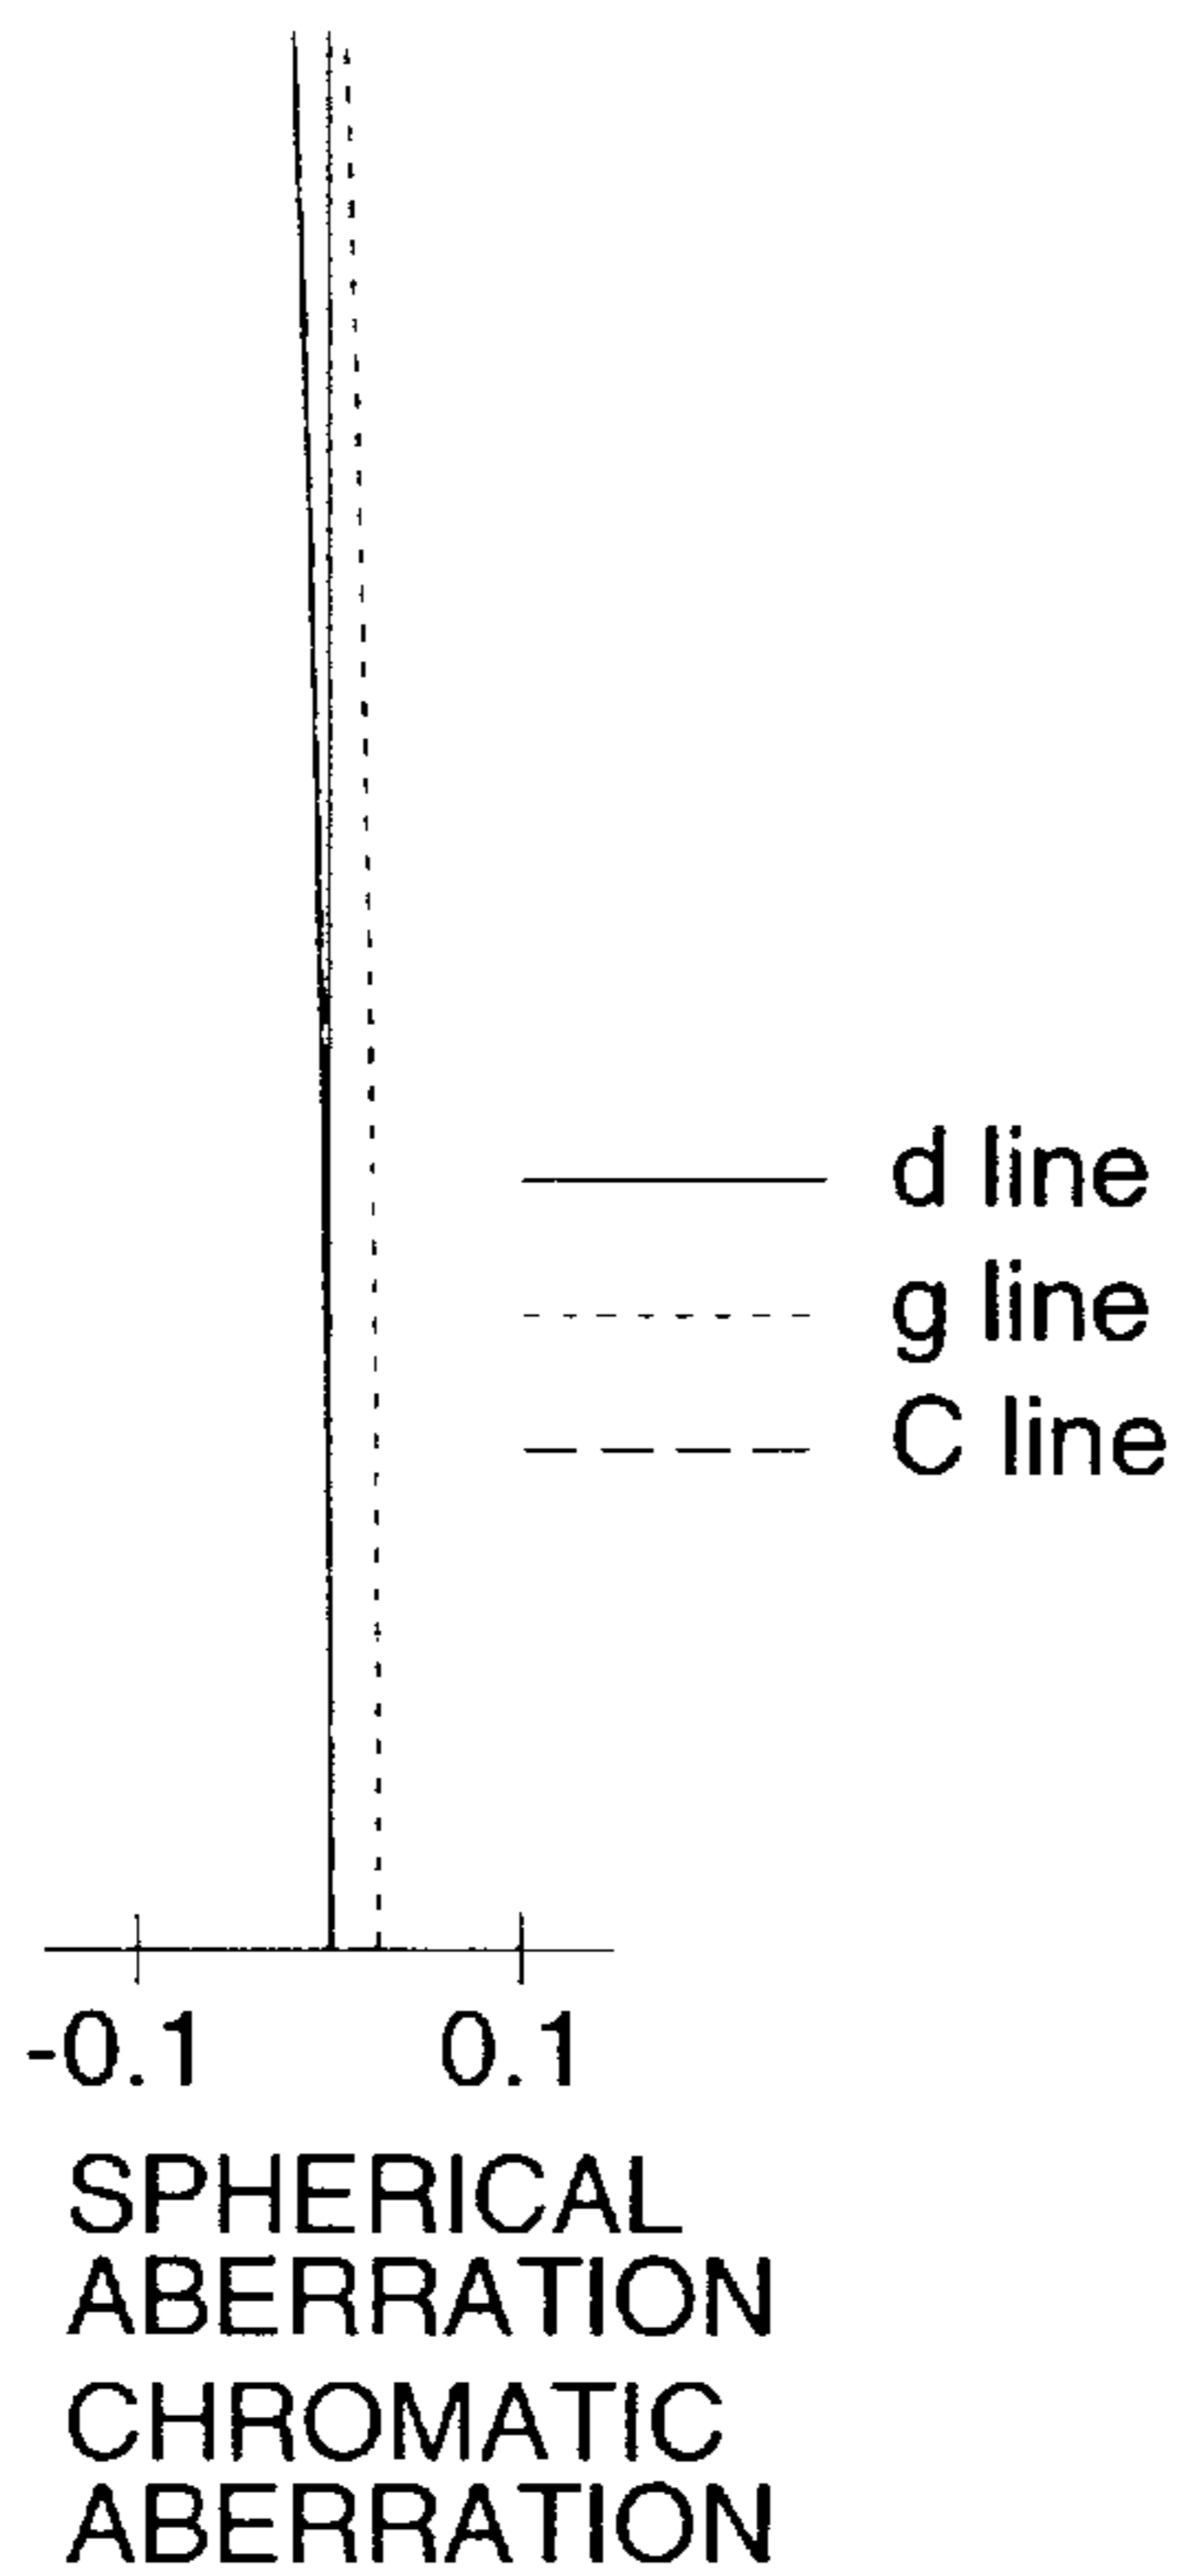 d line
g line
C line
-0.1 0.1
SPHERICAL
ABERRATION
CHROMATIC
ABERRATION